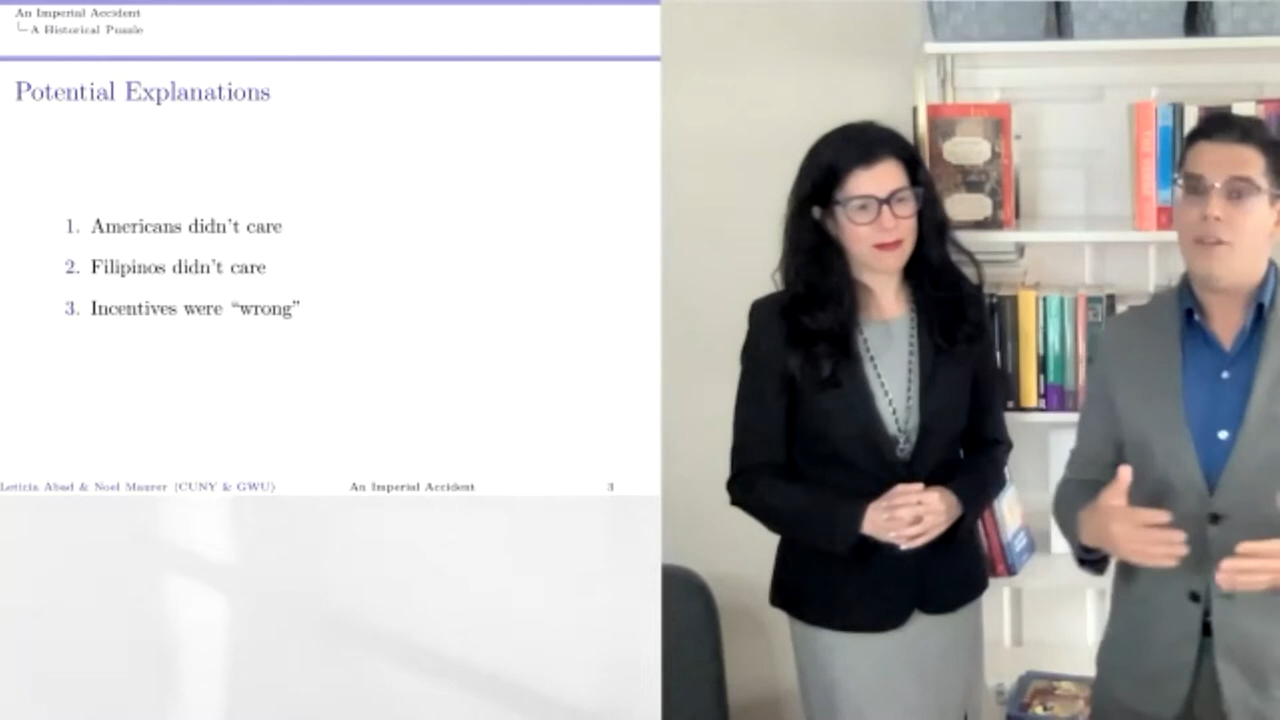 An Imperial Accident
A Historical Puzzle
Potential Explanations
1. Americans didn't care
2. Filipinos didn't care
3. Incentives were “wrong”
Leticia Abad & Noel Maurer (CUNY & GWU) An Imperial Accident 3